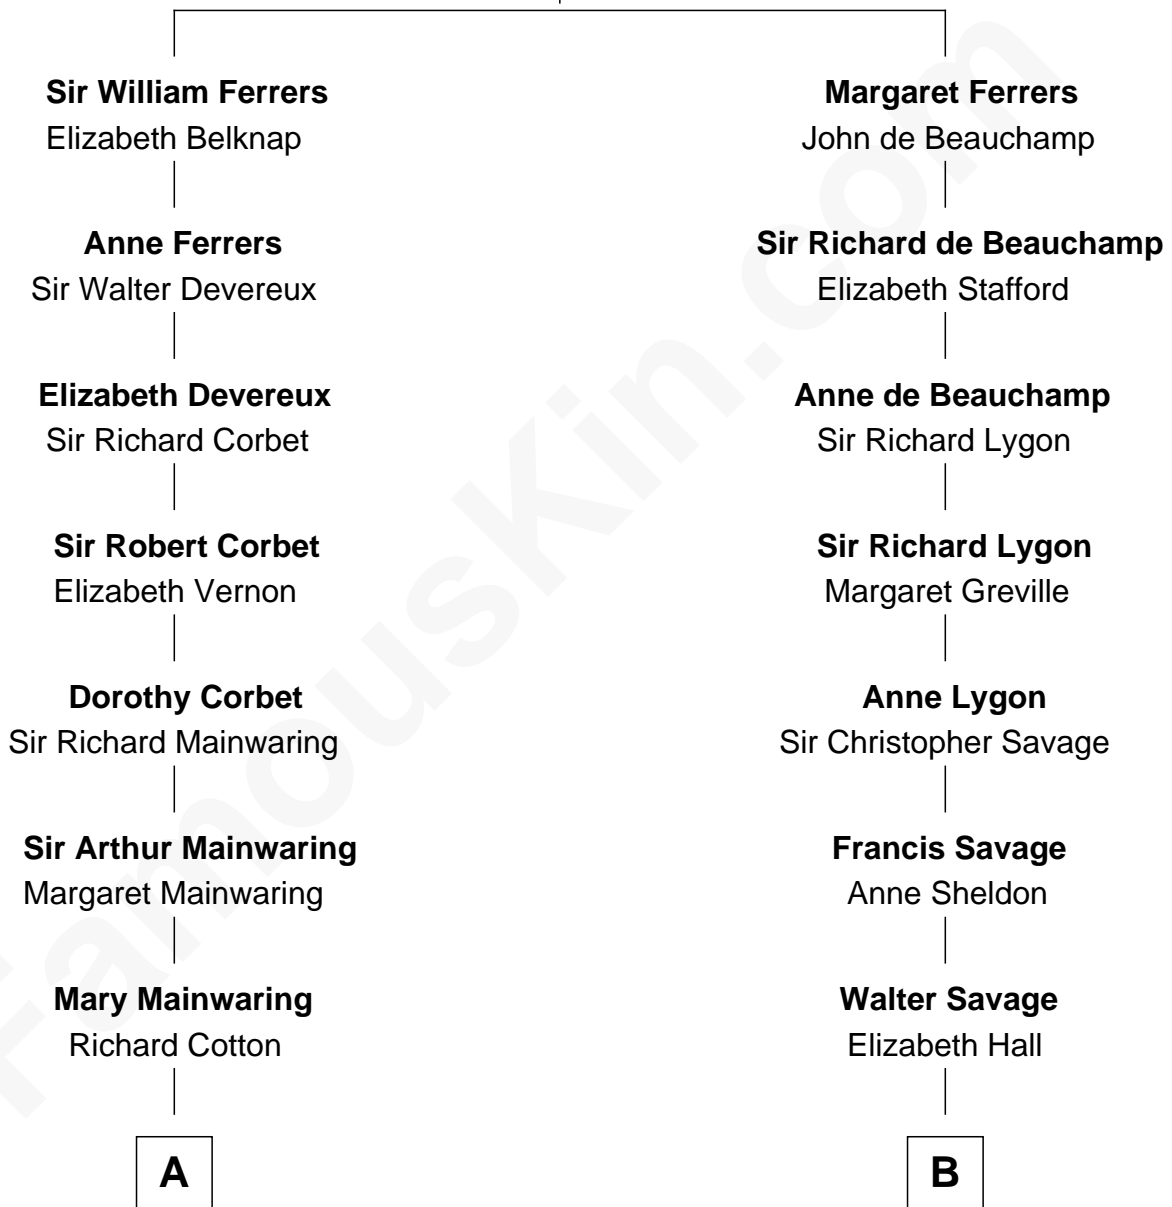 Sir William Ferrers
Elizabeth Belknap
Margaret Ferrers
John de Beauchamp
Anne Ferrers
Sir Walter Devereux
Sir Richard de Beauchamp
Elizabeth Stafford
Elizabeth Devereux
Sir Richard Corbet
Anne de Beauchamp
Sir Richard Lygon
Sir Robert Corbet
Elizabeth Vernon
Sir Richard Lygon
Margaret Greville
Dorothy Corbet
Sir Richard Mainwaring
Anne Lygon
Sir Christopher Savage
Sir Arthur Mainwaring
Margaret Mainwaring
Francis Savage
Anne Sheldon
Mary Mainwaring
Richard Cotton
Walter Savage
Elizabeth Hall
A
B
FamousKin.com